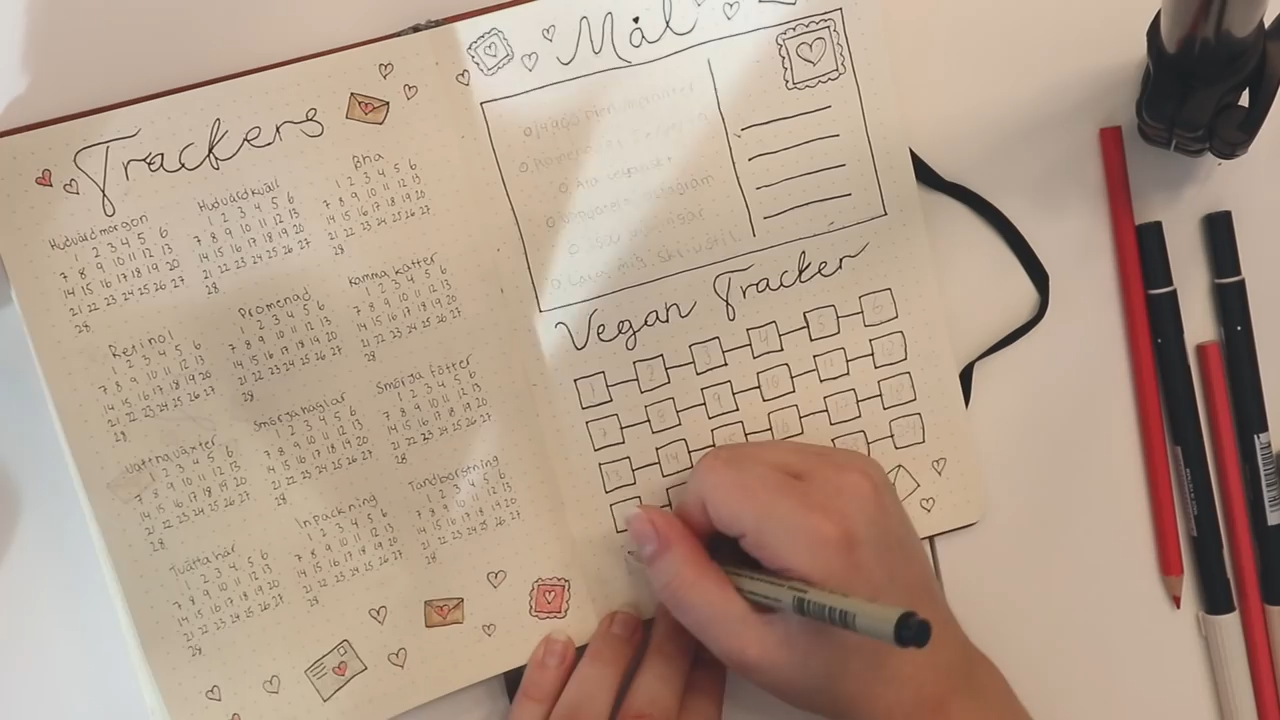 Trackers
Hudvård morgon
1 2 3 4 5 6
7 8 9 10 11 12 13
14 15 16 17 18 19 20
21 22 23 24 25 26 27
28
Hudvård kväll
1 2 3 4 5 6
7 8 9 10 11 12 13
14 15 16 17 18 19 20
21 22 23 24 25 26 27
28
Bha
1 2 3 4 5 6
7 8 9 10 11 12 13
14 15 16 17 18 19 20
21 22 23 24 25 26 27
28
Retinol
1 2 3 4 5 6
7 8 9 10 11 12 13
14 15 16 17 18 19 20
21 22 23 24 25 26 27
28
Promenad
1 2 3 4 5 6
7 8 9 10 11 12 13
14 15 16 17 18 19 20
21 22 23 24 25 26 27
28
Kamma katter
1 2 3 4 5 6
7 8 9 10 11 12 13
14 15 16 17 18 19 20
21 22 23 24 25 26 27
28
Vattna växter
1 2 3 4 5 6
7 8 9 10 11 12 13
14 15 16 17 18 19 20
21 22 23 24 25 26 27
28
Smörja naglar
1 2 3 4 5 6
7 8 9 10 11 12 13
14 15 16 17 18 19 20
21 22 23 24 25 26 27
28
Smörja fötter
1 2 3 4 5 6
7 8 9 10 11 12 13
14 15 16 17 18 19 20
21 22 23 24 25 26 27
28
Tvätta hår
1 2 3 4 5 6
7 8 9 10 11 12 13
14 15 16 17 18 19 20
21 22 23 24 25 26 27
28
Inpackning
1 2 3 4 5 6
7 8 9 10 11 12 13
14 15 16 17 18 19 20
21 22 23 24 25 26 27
28
Tandborstning
1 2 3 4 5 6
7 8 9 10 11 12 13
14 15 16 17 18 19 20
21 22 23 24 25 26 27
28
Mål
Äta veganskt
Uppdatera instagram
Lära mig skrivstil
Vegan Tracker
1 2 3 4 5 6
7 8 9 10 11 12
13 14 15 16